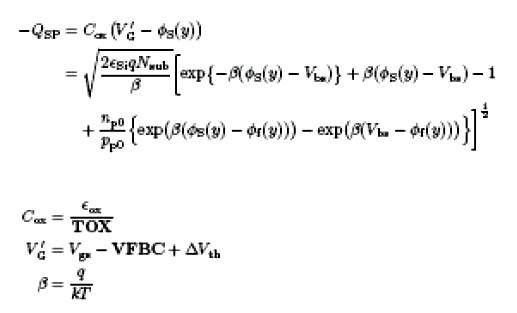 −Q_SP = C_ox (V′_G − ϕ_S(y))
= √(2ϵ_Si qN_sub / β) [exp{−β(ϕ_S(y) − V_bs)} + β(ϕ_S(y) − V_bs) − 1
+ n_p0 / p_p0 {exp(β(ϕ_S(y) − ϕ_f(y))) − exp(β(V_bs − ϕ_f(y)))}]^(1/2)
C_ox = ϵ_ox / TOX
V′_G = V_gs − VFBC + ΔV_th
β = q / kT